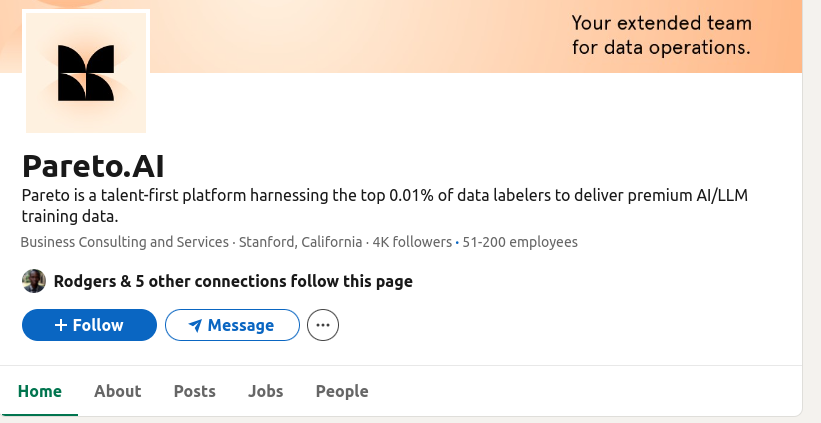 Your extended team
for data operations.
Pareto.AI
Pareto is a talent-first platform harnessing the top 0.01% of data labelers to deliver premium AI/LLM
training data.
Business Consulting and Services · Stanford, California · 4K followers • 51-200 employees
Rodgers & 5 other connections follow this page
+ Follow
Message
Home About Posts Jobs People